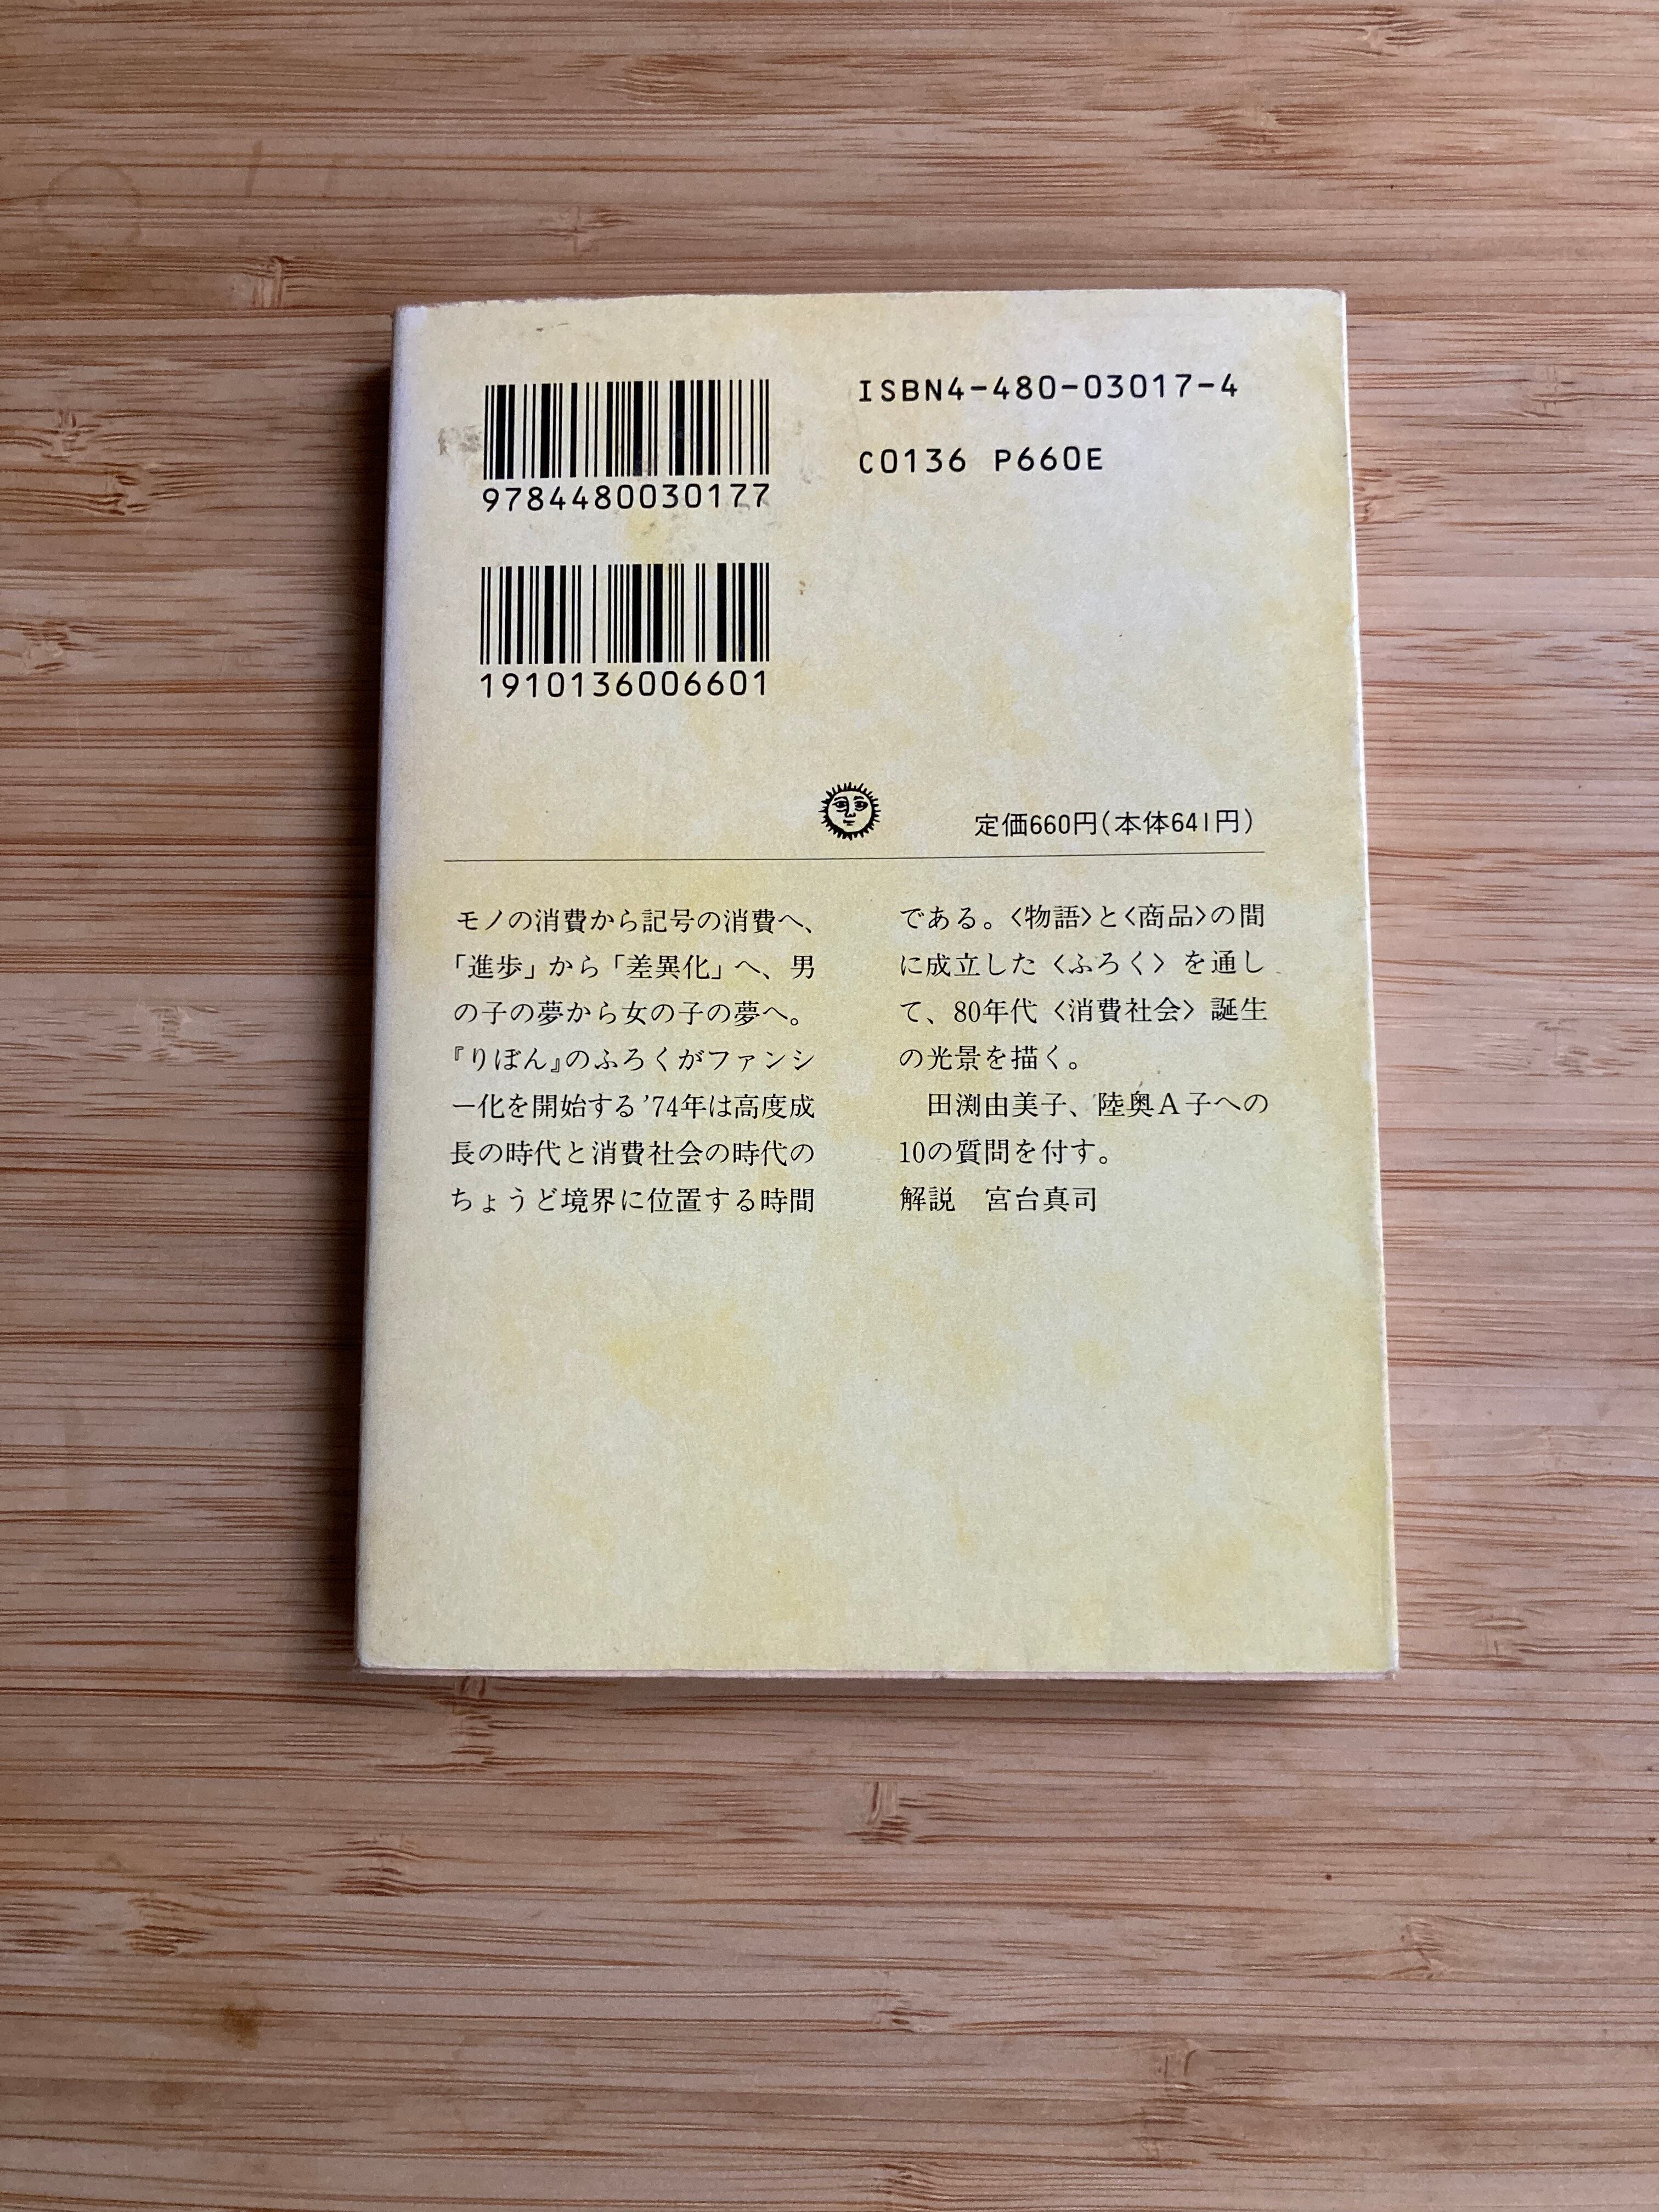 9784480030177
ISBN4-480-03017-4
C0136 P660E
1910136006601
定価660円(本体641円)
モノの消費から記号の消費へ、
「進歩」から「差異化」へ、男
の子の夢から女の子の夢へ。
『りぼん』のふろくがファンシ
ー化を開始する’74年は高度成
長の時代と消費社会の時代の
ちょうど境界に位置する時間
である。〈物語〉と〈商品〉の間
に成立した〈ふろく〉を通し
て、80年代〈消費社会〉誕生
の光景を描く。
田渕由美子、陸奥A子への
10の質問を付す。
解説 宮台真司